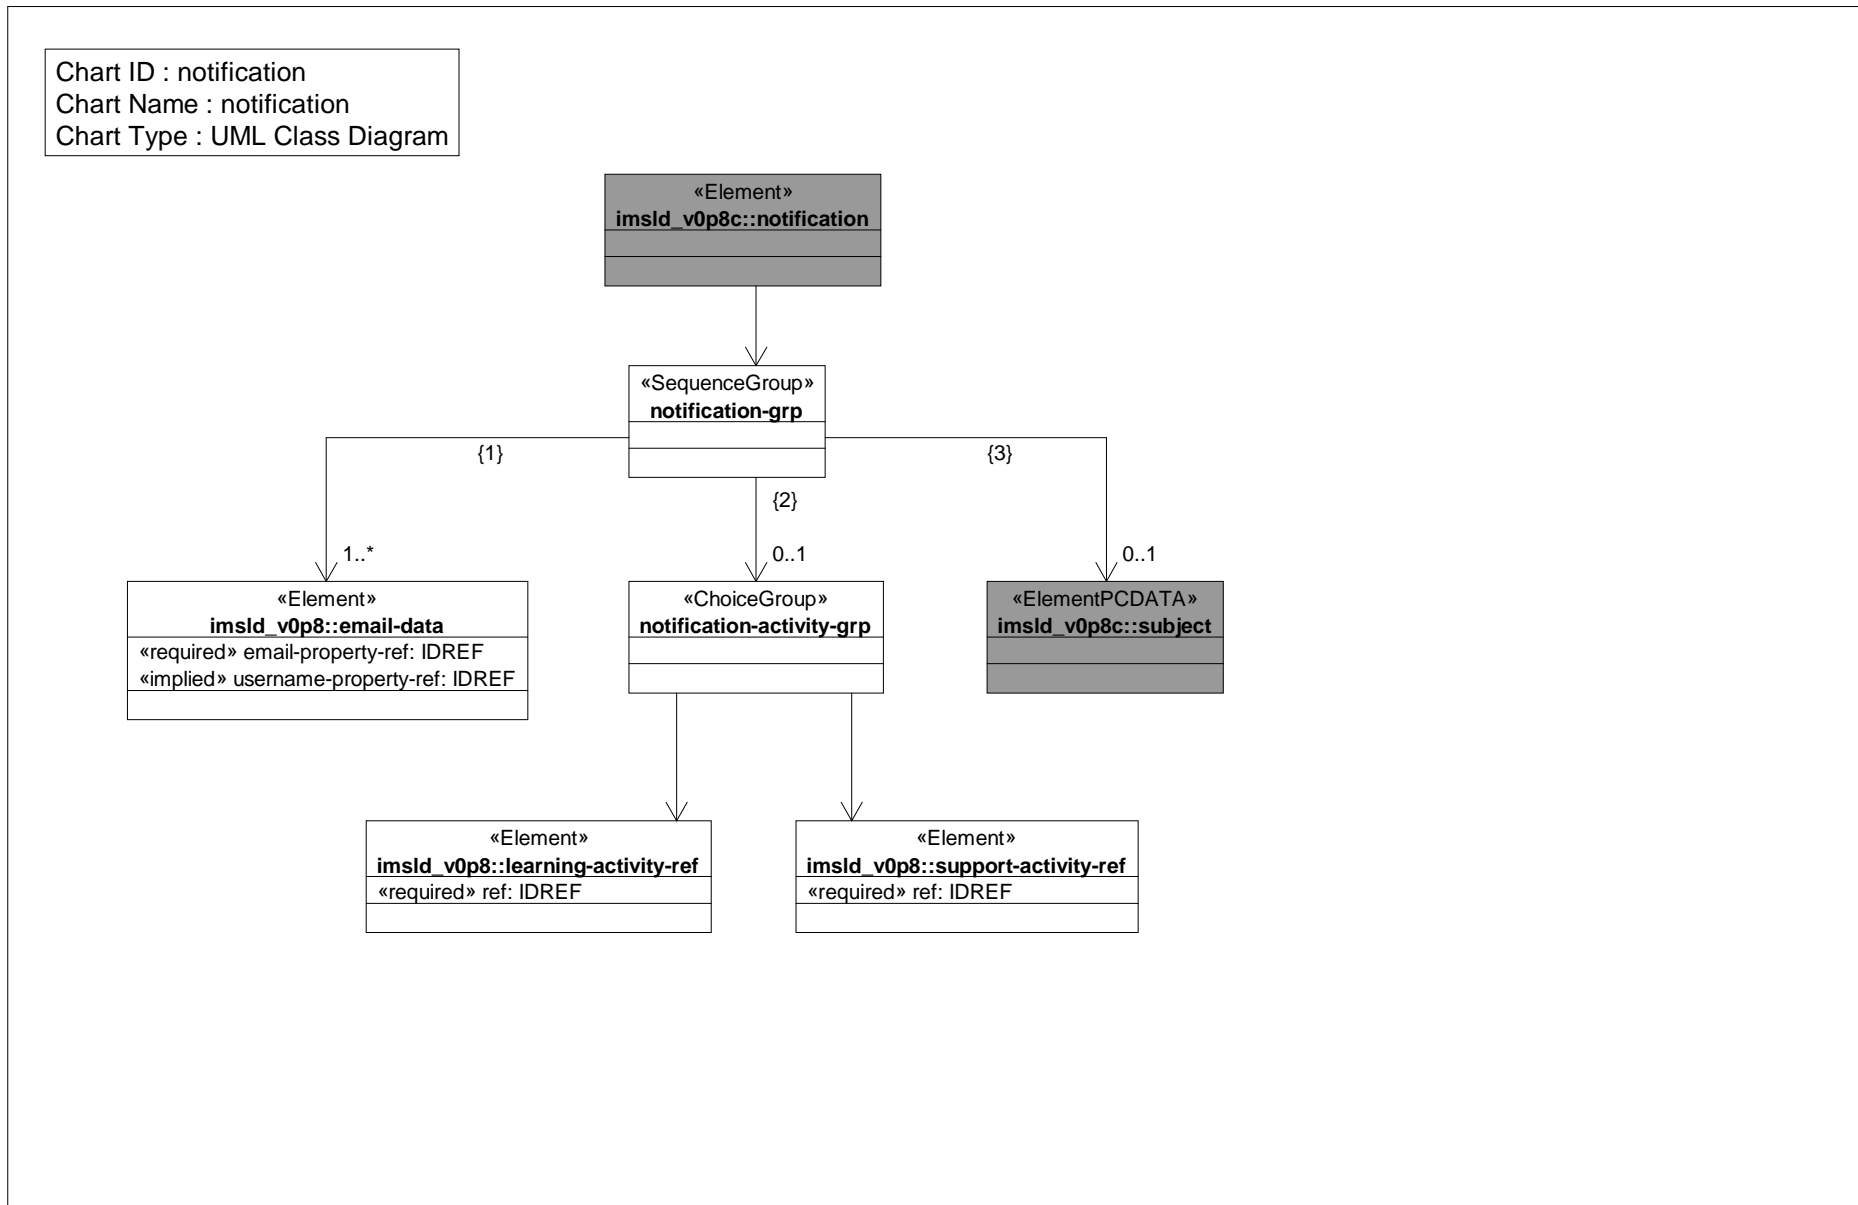 Chart ID : notification
Chart Name : notification
Chart Type : UML Class Diagram
«Element»
imsld_v0p8c::notification
«SequenceGroup»
notification-grp
{1}
{3}
{2}
1..*
0..1
0..1
«Element»
imsld_v0p8::email-data
«required» email-property-ref: IDREF
«implied» username-property-ref: IDREF
«ChoiceGroup»
notification-activity-grp
«ElementPCDATA»
imsld_v0p8c::subject
«Element»
imsld_v0p8::learning-activity-ref
«required» ref: IDREF
«Element»
imsld_v0p8::support-activity-ref
«required» ref: IDREF